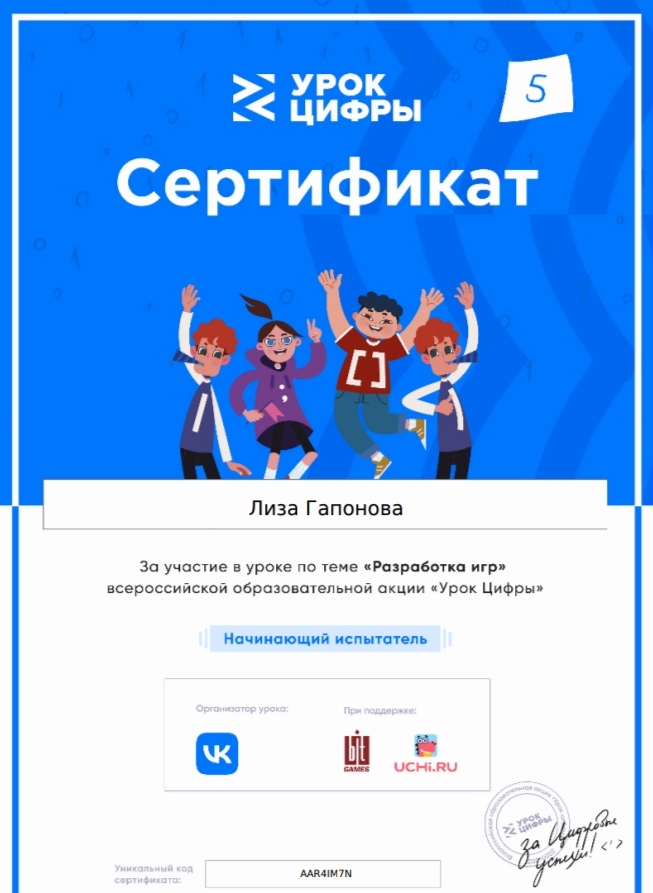 УРОК
ЦИФРЫ
5
Сертификат
Лиза Гапонова
За участие в уроке по теме «Разработка игр»
всероссийской образовательной акции «Урок Цифры»
Начинающий испытатель
Организатор урока:
При поддержке:
VK
bit
GAMES
UCHi.RU
УРОК
ЦИФРЫ
За Цифровые
успехи! <'>
Уникальный код
сертификата:
AAR4IM7N